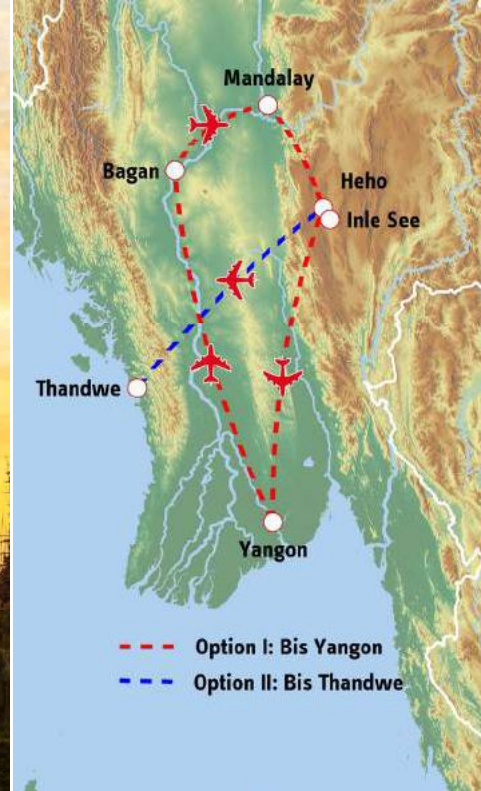 Mandalay
Bagan
Heho
Inle See
Thandwe
Yangon
Option I: Bis Yangon
Option II: Bis Thandwe